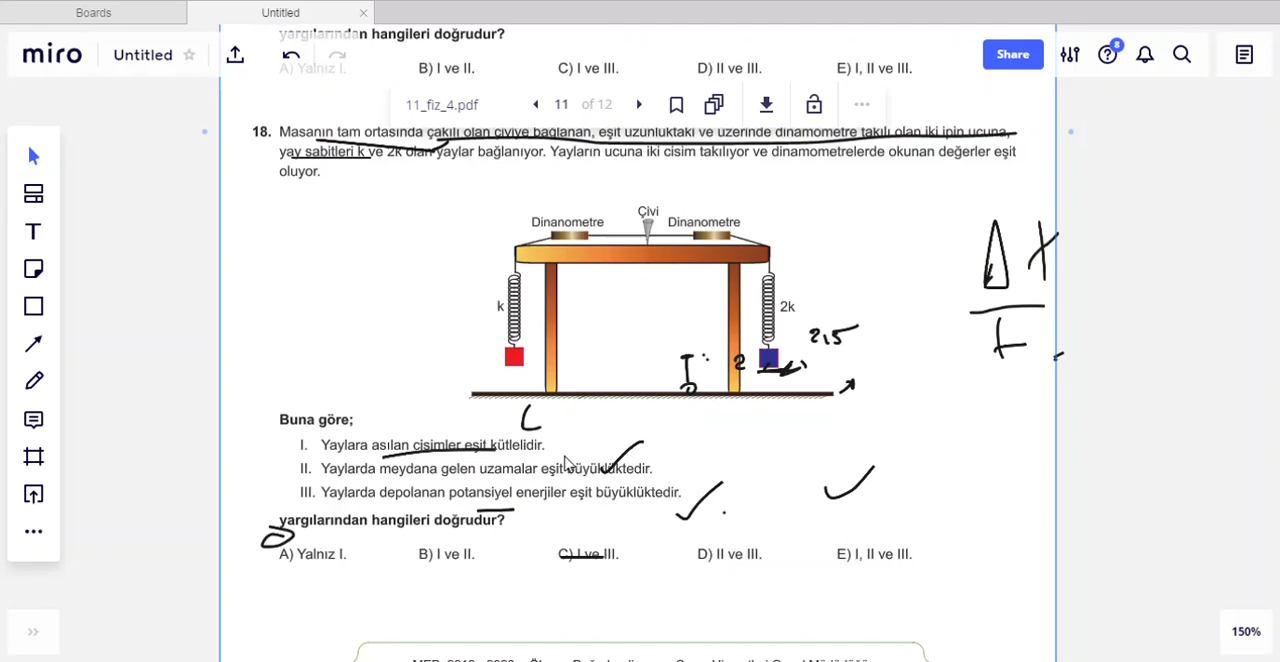 Boards
Untitled
miro
Untitled
Share
8
yargılarından hangileri doğrudur?
A) Yalnız I. B) I ve II. C) I ve III. D) II ve III. E) I, II ve III.
11_fiz_4.pdf 11 of 12
18. Masanın tam ortasında çakılı olan çiviye bağlanan, eşit uzunluktaki ve üzerinde dinamometre takılı olan iki ipin ucuna,
yay sabitleri k ve 2k olan yaylar bağlanıyor. Yayların ucuna iki cisim takılıyor ve dinamometrelerde okunan değerler eşit
oluyor.
Çivi
Dinanometre Dinanometre
k 2k
2,5
2
Buna göre;
I. Yaylara asılan cisimler eşit kütlelidir.
II. Yaylarda meydana gelen uzamalar eşit büyüklüktedir.
III. Yaylarda depolanan potansiyel enerjiler eşit büyüklüktedir.
yargılarından hangileri doğrudur?
A) Yalnız I. B) I ve II. C) I ve III. D) II ve III. E) I, II ve III.
150%